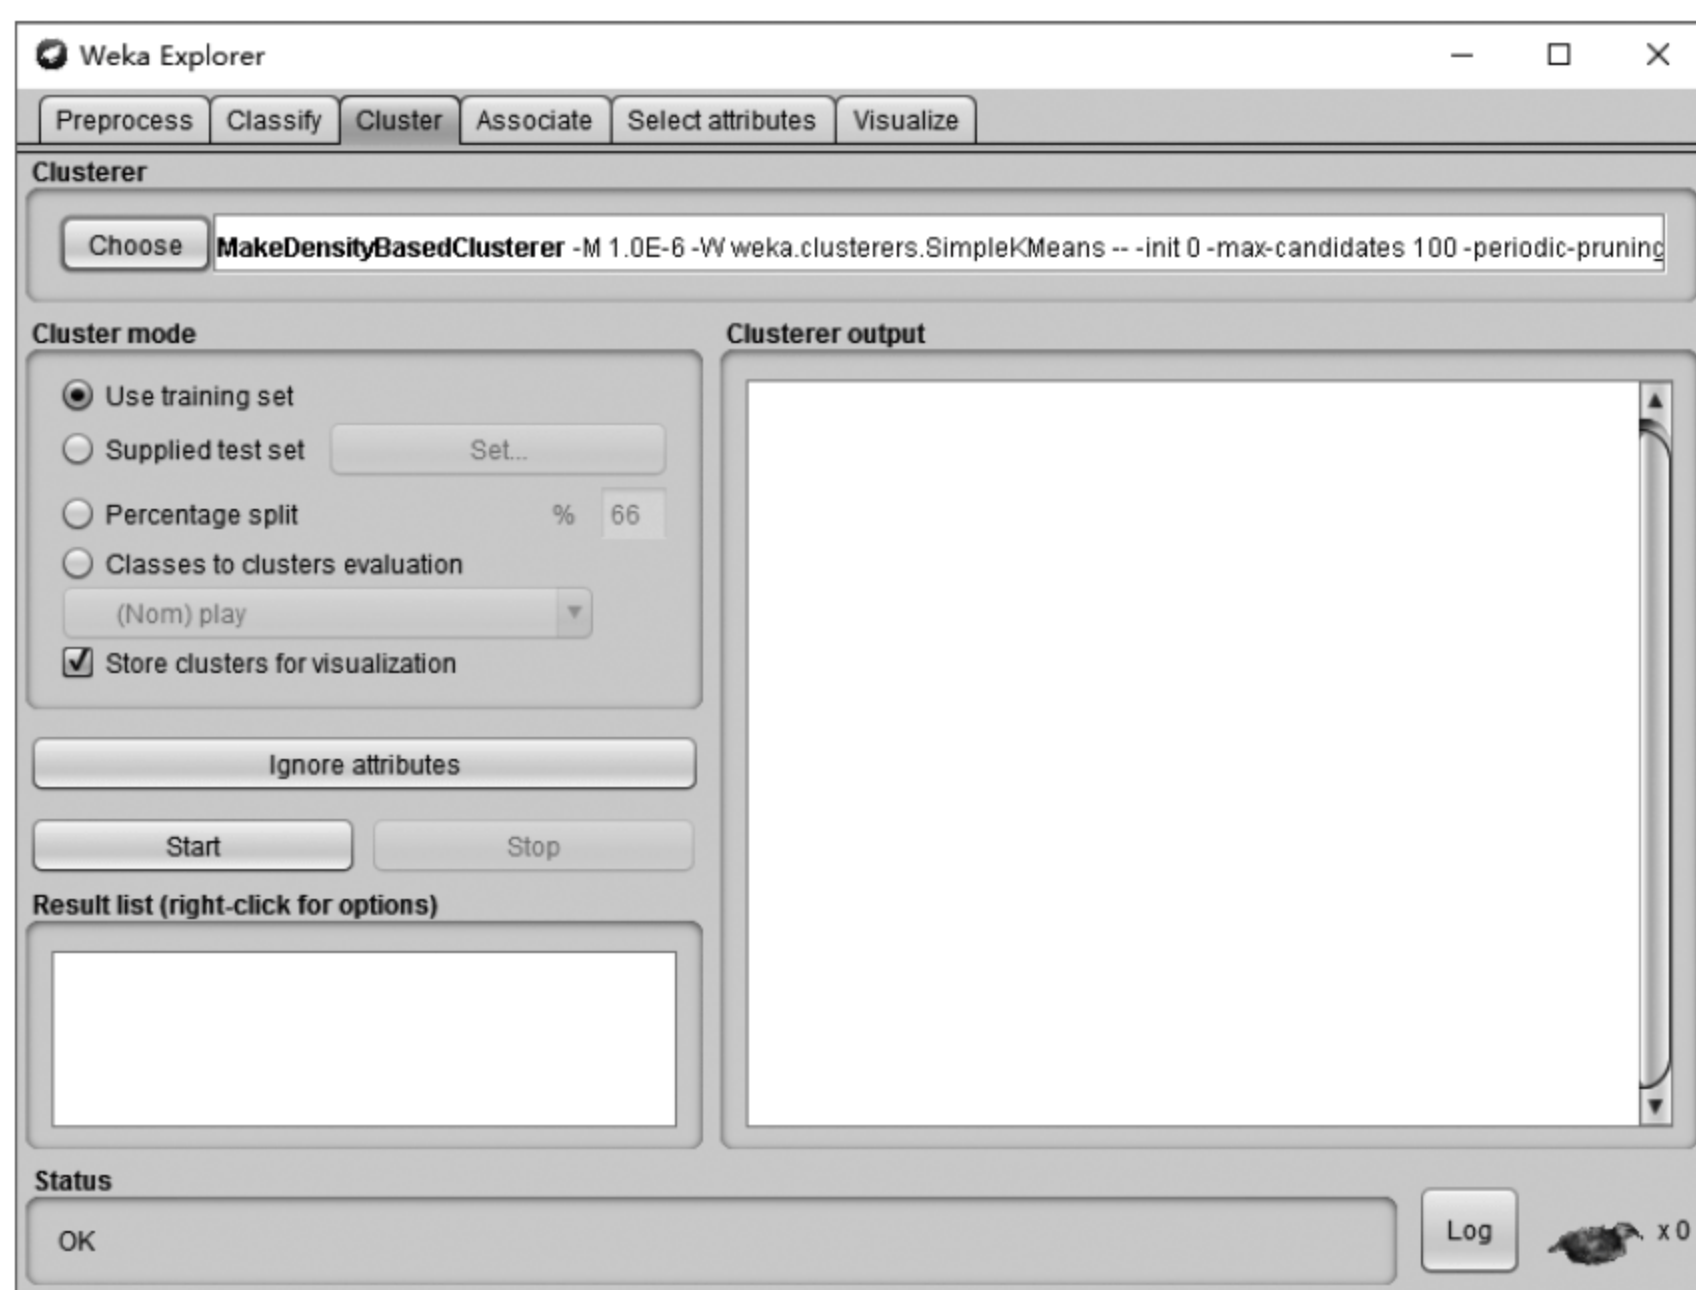 Weka Explorer
Preprocess Classify Cluster Associate Select attributes Visualize
Clusterer
Choose MakeDensityBasedClusterer -M 1.0E-6 -W weka.clusterers.SimpleKMeans -- -init 0 -max-candidates 100 -periodic-pruning
Cluster mode
Use training set
Supplied test set Set...
Percentage split % 66
Classes to clusters evaluation
(Nom) play
Store clusters for visualization
Ignore attributes
Start Stop
Result list (right-click for options)
Clusterer output
Status
OK
Log x 0